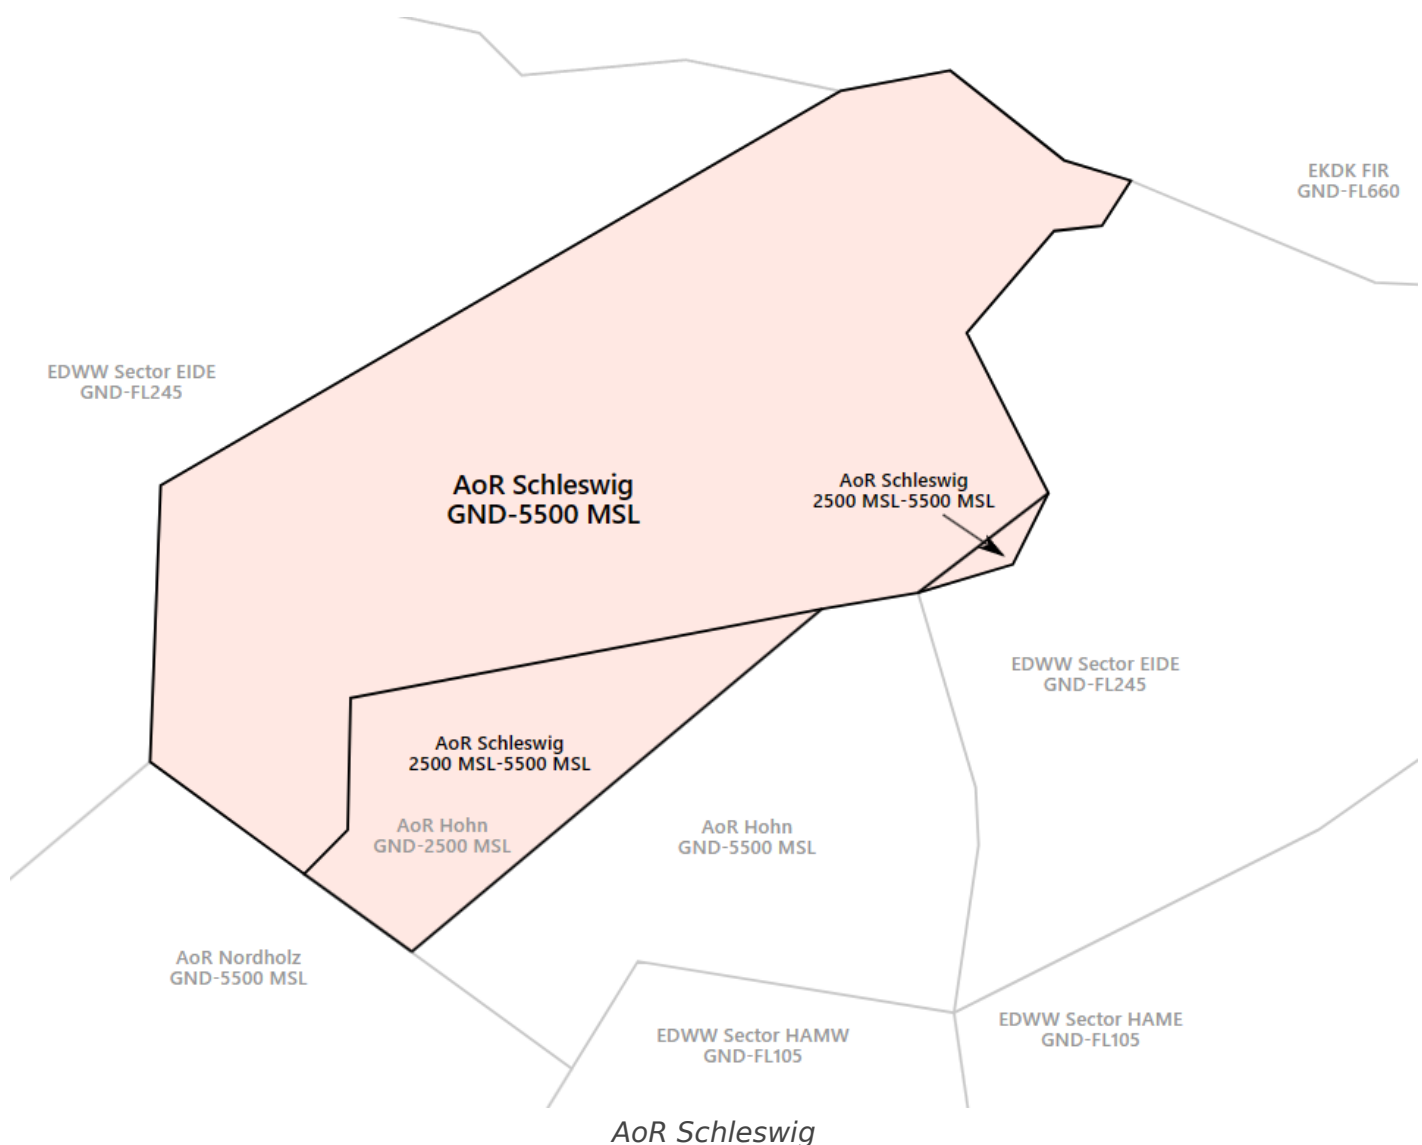 EKDK FIR
GND-FL660
EDWW Sector EIDE
GND-FL245
AoR Schleswig
GND-5500 MSL
AoR Schleswig
2500 MSL-5500 MSL
EDWW Sector EIDE
GND-FL245
AoR Schleswig
2500 MSL-5500 MSL
AoR Hohn
GND-2500 MSL
AoR Hohn
GND-5500 MSL
AoR Nordholz
GND-5500 MSL
EDWW Sector HAMW
GND-FL105
EDWW Sector HAME
GND-FL105
AoR Schleswig